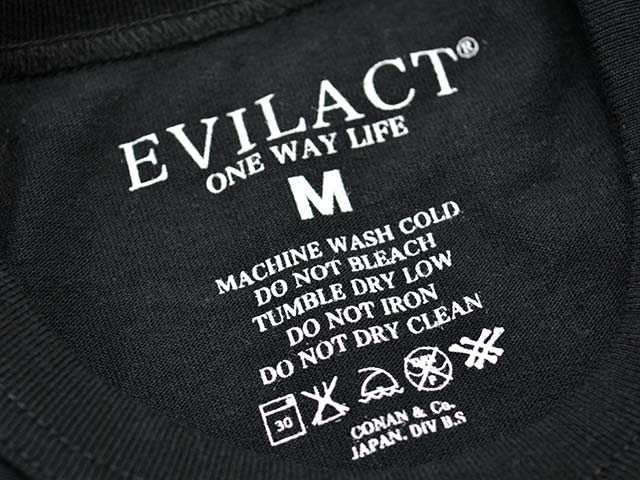 EVILACT®
ONE WAY LIFE
M
MACHINE WASH COLD
DO NOT BLEACH
TUMBLE DRY LOW
DO NOT IRON
DO NOT DRY CLEAN
30
CONAN & Co.
JAPAN. DIV B.S